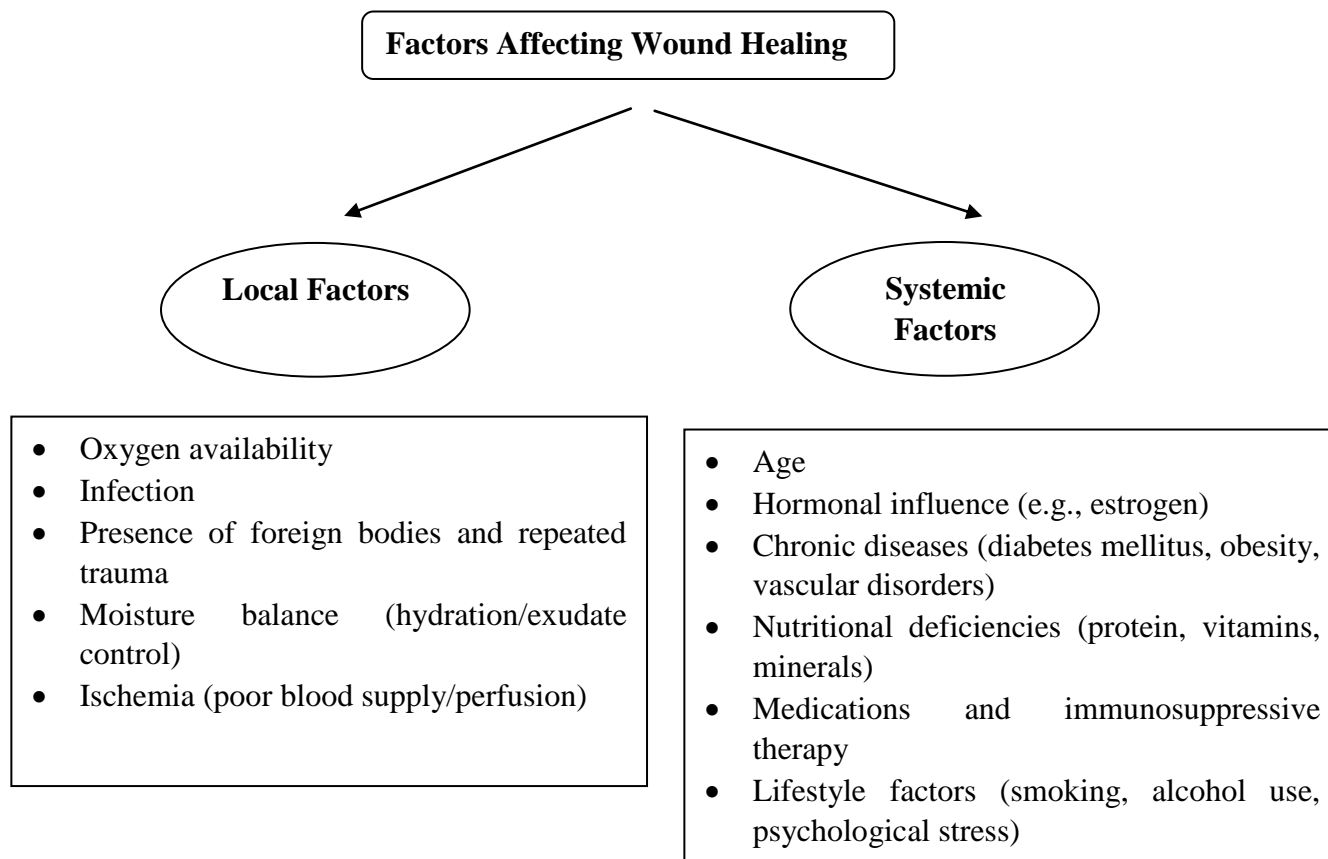 Factors Affecting Wound Healing
Local Factors
Systemic
Factors
• Oxygen availability
• Infection
• Presence of foreign bodies and repeated
trauma
• Moisture balance (hydration/exudate
control)
• Ischemia (poor blood supply/perfusion)
• Age
• Hormonal influence (e.g., estrogen)
• Chronic diseases (diabetes mellitus, obesity,
vascular disorders)
• Nutritional deficiencies (protein, vitamins,
minerals)
• Medications and immunosuppressive
therapy
• Lifestyle factors (smoking, alcohol use,
psychological stress)